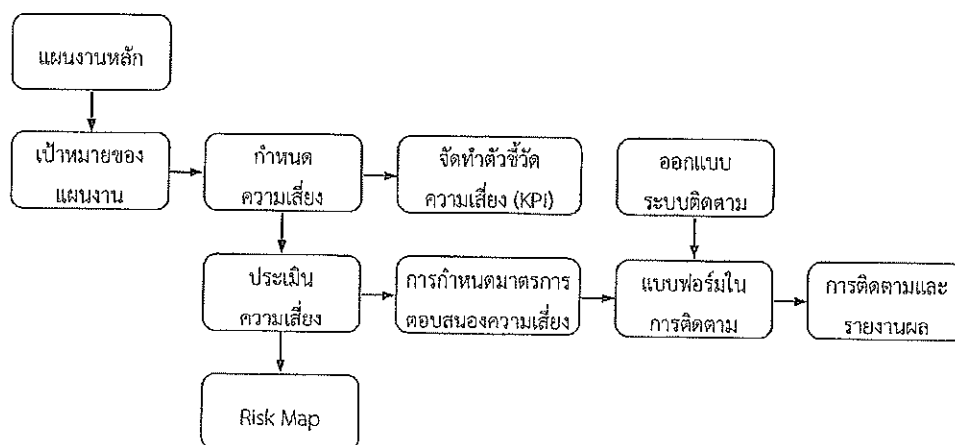 แผนงานหลัก
เป้าหมายของ
แผนงาน
กำหนด
ความเสี่ยง
จัดทำตัวชี้วัด
ความเสี่ยง (KPI)
ออกแบบ
ระบบติดตาม
ประเมิน
ความเสี่ยง
การกำหนดมาตรการ
ตอบสนองความเสี่ยง
แบบฟอร์มใน
การติดตาม
การติดตามและ
รายงานผล
Risk Map